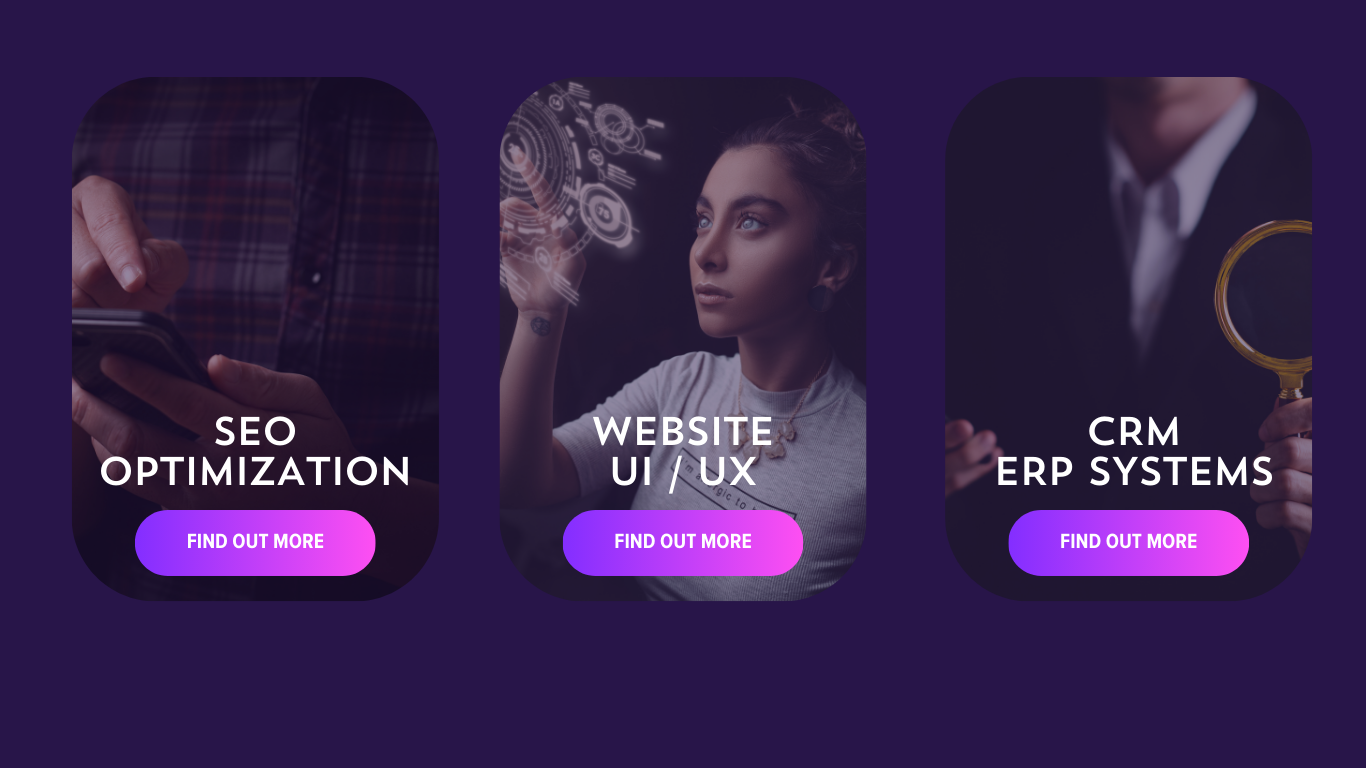 SEO
OPTIMIZATION
FIND OUT MORE
WEBSITE
UI / UX
FIND OUT MORE
CRM
ERP SYSTEMS
FIND OUT MORE